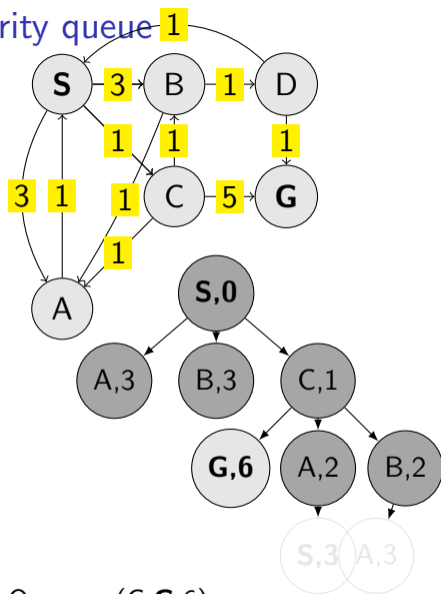 rity queue
1
S 3 B 1 D
1 1 1
3 1 1 C 5 G
1
A
S,0
A,3 B,3 C,1
G,6 A,2 B,2
S,3 A,3